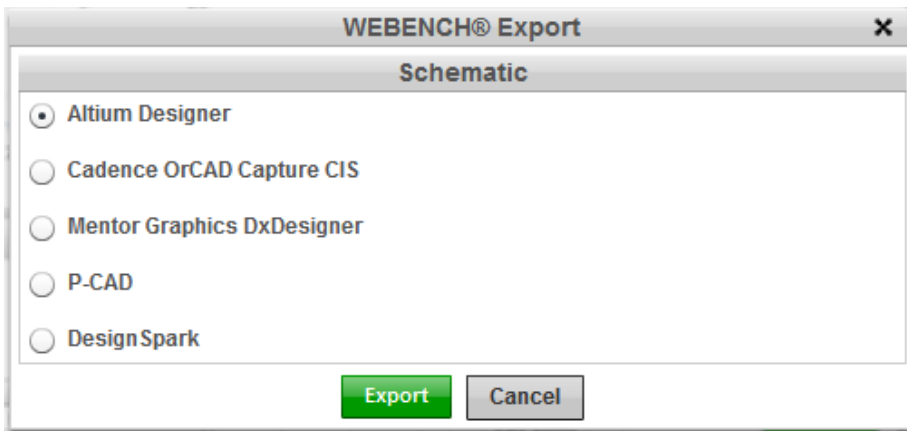 WEBENCH® Export
Schematic
Altium Designer
Cadence OrCAD Capture CIS
Mentor Graphics DxDesigner
P-CAD
DesignSpark
Export Cancel